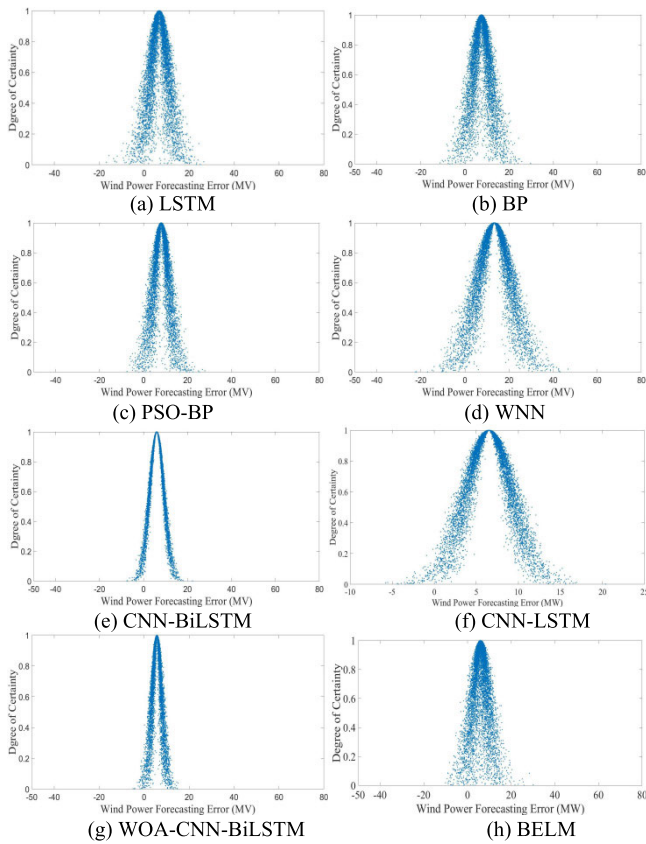 1
0.8
0.6
0.4
0.2
0
Dgree of Certainty
-40 -20 0 20 40 60 80
Wind Power Forecasting Error (MV)
(a) LSTM
1
0.8
0.6
0.4
0.2
0
Dgree of Certainty
-50 -40 -20 0 20 40 60 80
Wind Power Forecasting Error (MV)
(b) BP
1
0.8
0.6
0.4
0.2
0
Dgree of Certainty
-50 -40 -20 0 20 40 60 80
Wind Power Forecasting Error (MV)
(c) PSO-BP
1
0.8
0.6
0.4
0.2
0
Dgree of Certainty
-50 -40 -20 0 20 40 60 80
Wind Power Forecasting Error (MV)
(d) WNN
1
0.8
0.6
0.4
0.2
0
Dgree of Certainty
-50 -40 -20 0 20 40 60 80
Wind Power Forecasting Error (MV)
(e) CNN-BiLSTM
1
0.8
0.6
0.4
0.2
0
Degree of Certainty
-10 -5 0 5 10 15 20 25
Wind Power Forecasting Error (MW)
(f) CNN-LSTM
1
0.8
0.6
0.4
0.2
0
Dgree of Certainty
-50 -40 -20 0 20 40 60 80
Wind Power Forecasting Error (MV)
(g) WOA-CNN-BiLSTM
1
0.8
0.6
0.4
0.2
0
Degree of Certainty
-50 -40 -20 0 20 40 60 80
Wind Power Forecasting Error (MW)
(h) BELM